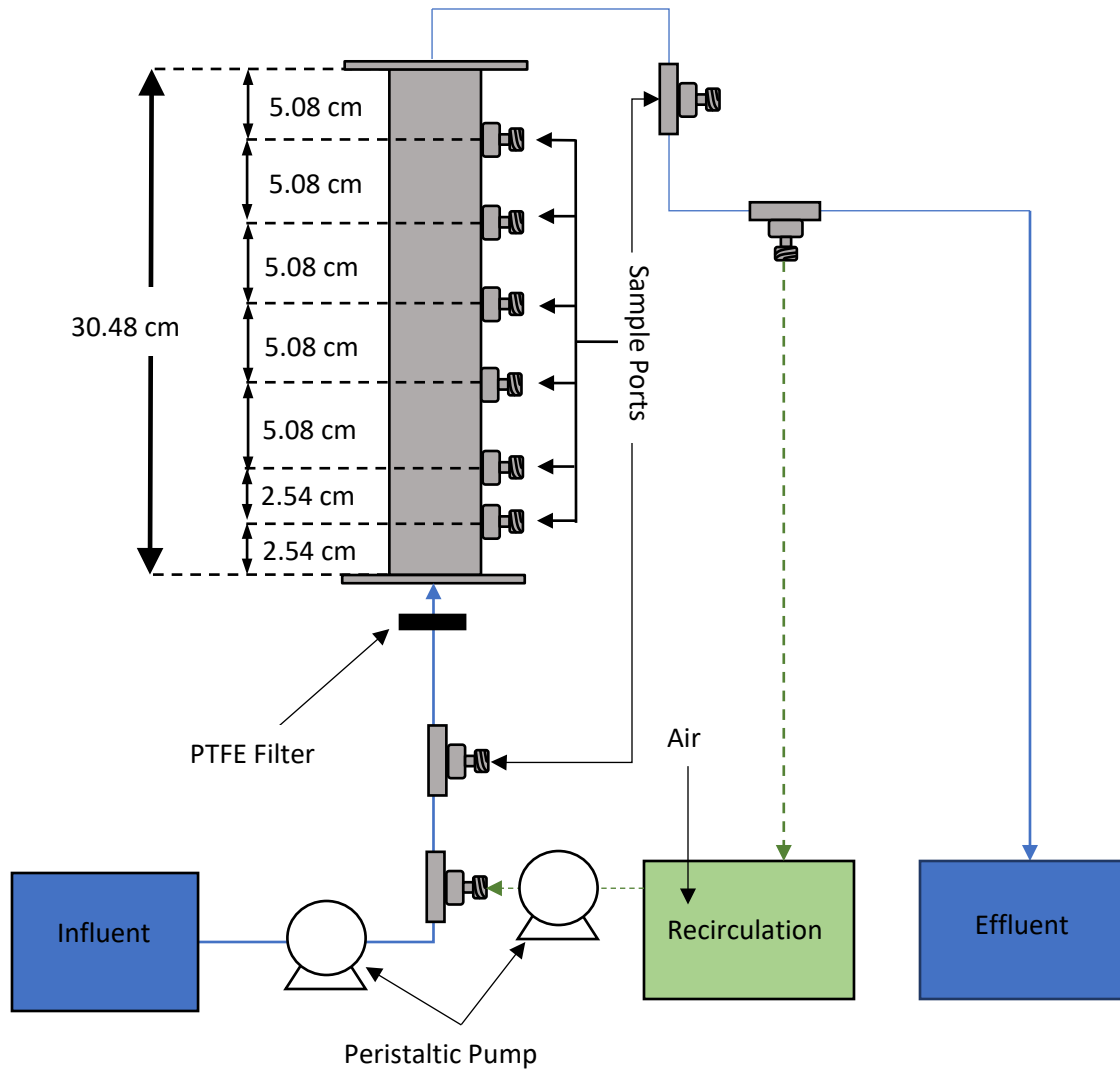 5.08 cm
5.08 cm
5.08 cm
30.48 cm
5.08 cm
5.08 cm
2.54 cm
2.54 cm
Sample Ports
PTFE Filter
Air
Influent
Recirculation
Effluent
Peristaltic Pump